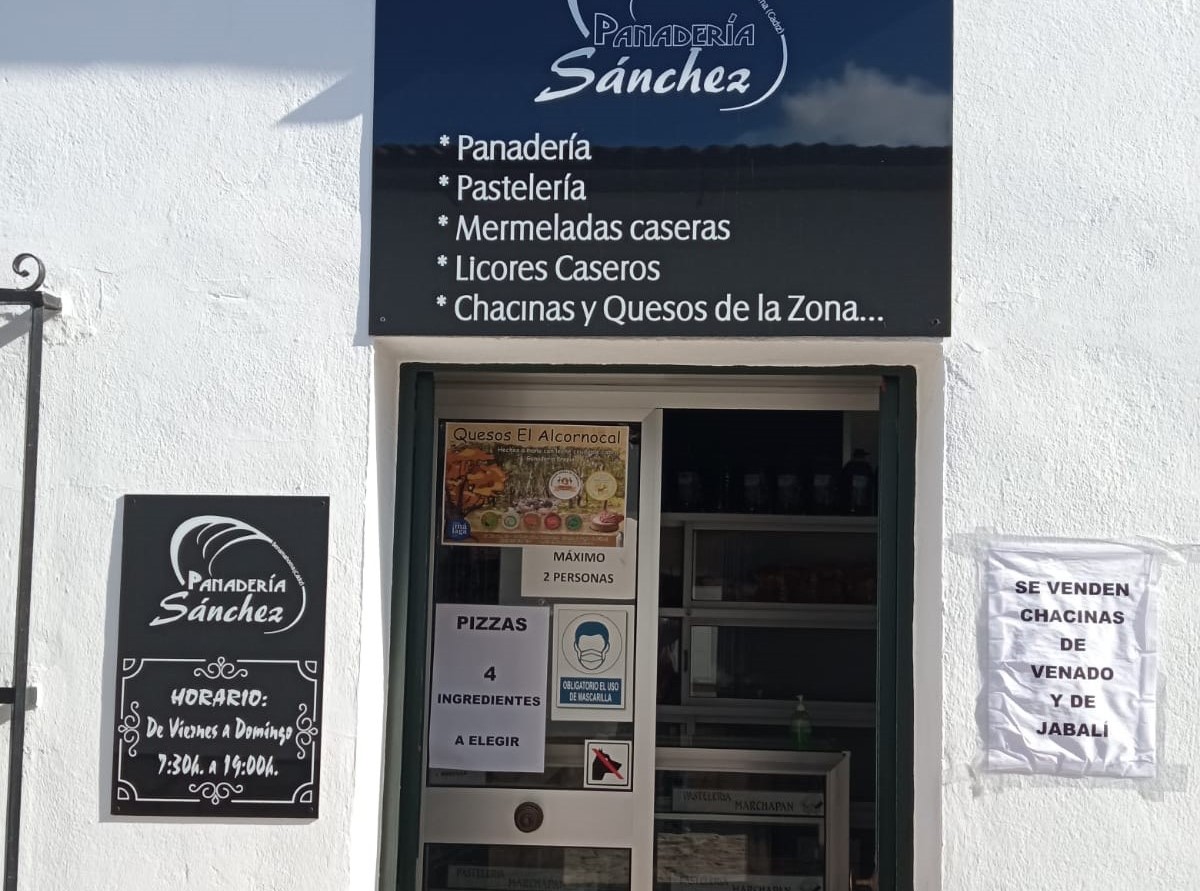 PANADERÍA
Sánchez
* Panadería
* Pastelería
* Mermeladas caseras
* Licores Caseros
* Chacinas y Quesos de la Zona...
Quesos El Alcornocal
MÁXIMO
2 PERSONAS
PIZZAS
4
INGREDIENTES
A ELEGIR
OBLIGATORIO EL USO
DE MASCARILLA
PANADERÍA
Sánchez
HORARIO:
De Viernes a Domingo
7:30h. a 19:00h.
SE VENDEN
CHACINAS
DE
VENADO
Y DE
JABALÍ
PASTELERIA MARCHAPAN